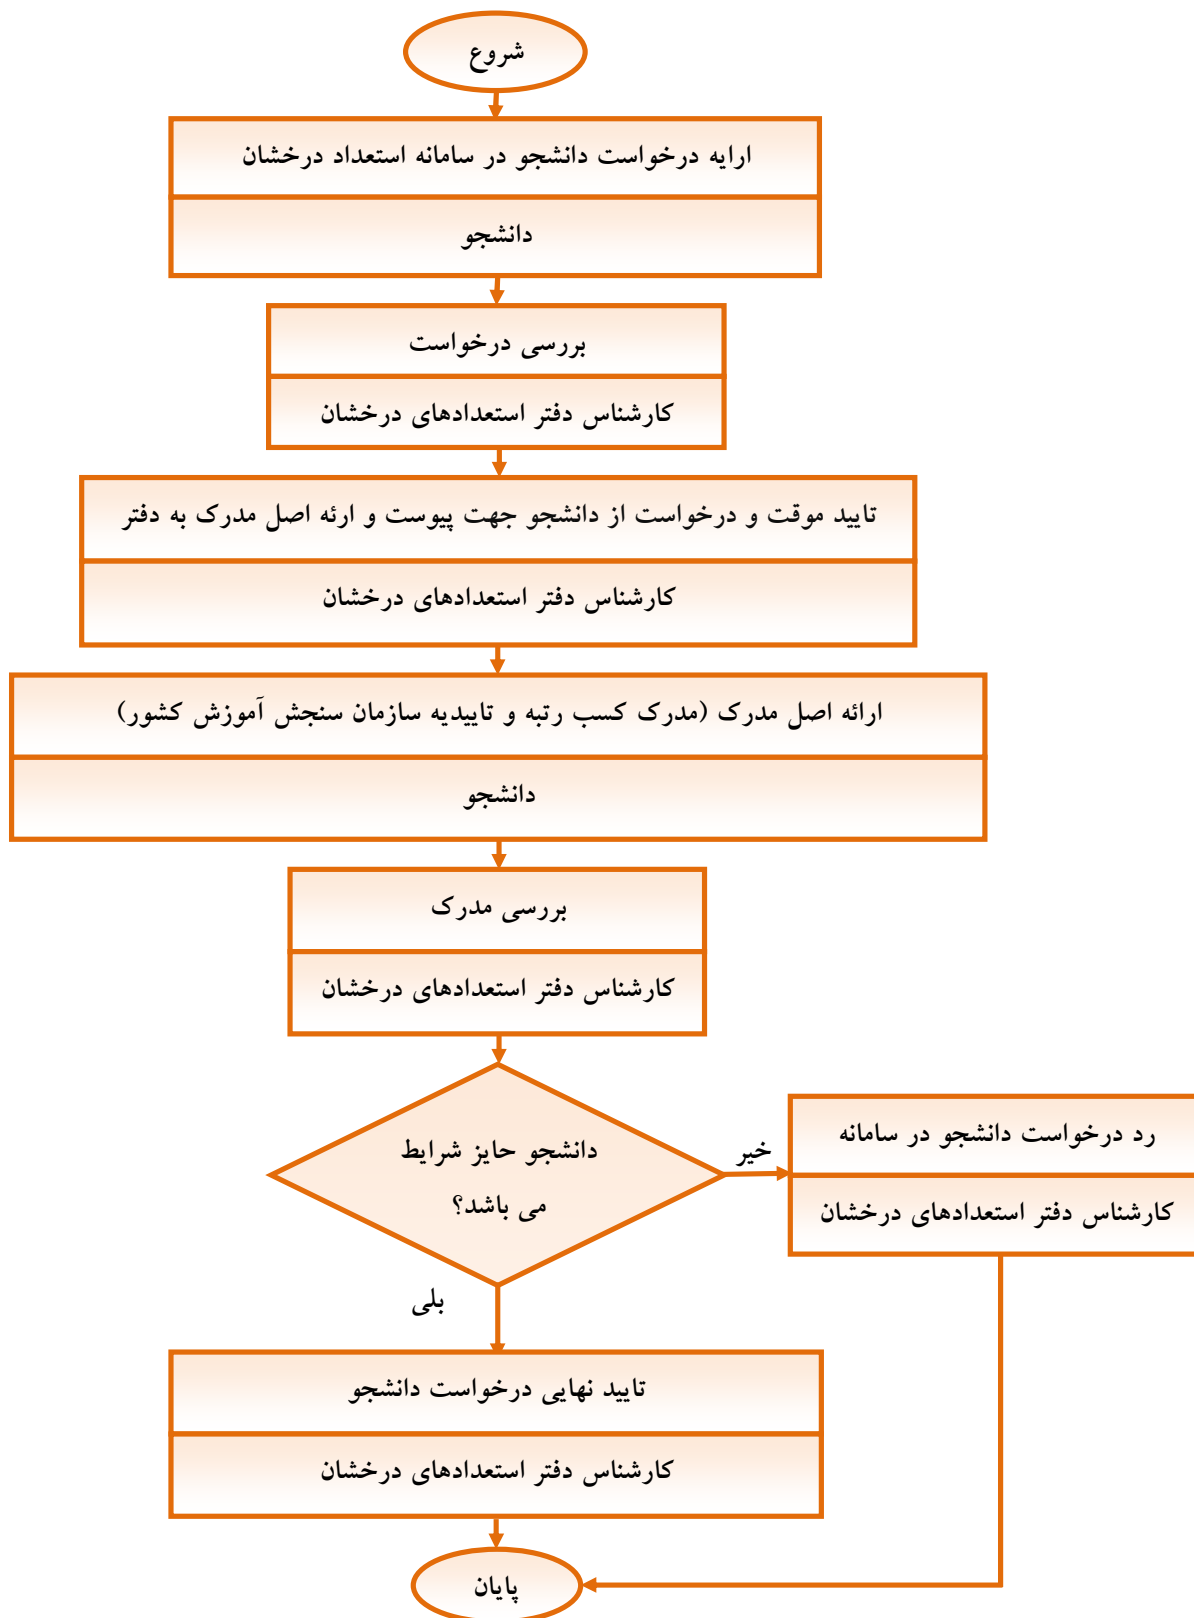 شروع
ارایه درخواست دانشجو در سامانه استعداد درخشان
دانشجو
بررسی درخواست
کارشناس دفتر استعدادهای درخشان
تایید موقت و درخواست از دانشجو جهت پیوست و ارئه اصل مدرک به دفتر
کارشناس دفتر استعدادهای درخشان
ارائه اصل مدرک (مدرک کسب رتبه و تاییدیه سازمان سنجش آموزش کشور)
دانشجو
بررسی مدرک
کارشناس دفتر استعدادهای درخشان
دانشجو حایز شرایط
می باشد؟
خیر
رد درخواست دانشجو در سامانه
کارشناس دفتر استعدادهای درخشان
بلی
تایید نهایی درخواست دانشجو
کارشناس دفتر استعدادهای درخشان
پایان